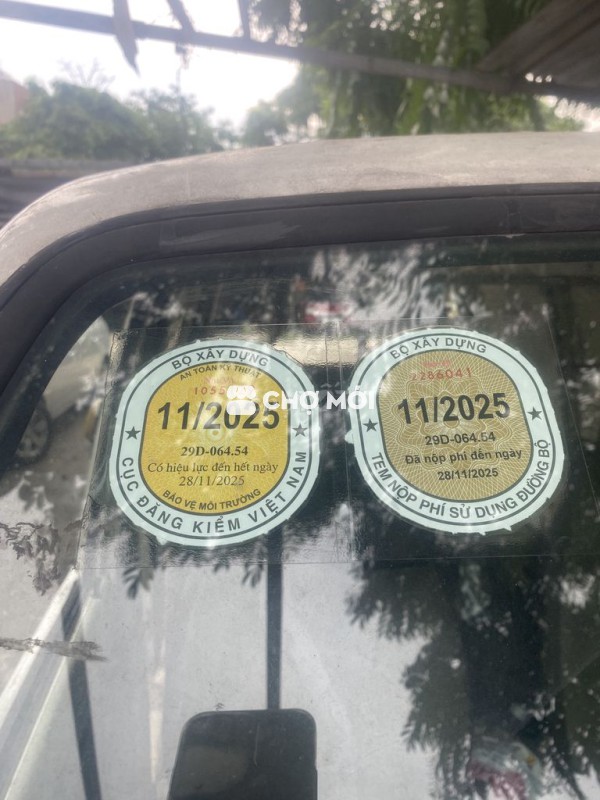 BỘ XÂY DỰNG
AN TOÀN KỸ THUẬT
11/2025
29D-064.54
Có hiệu lực đến hết ngày
28/11/2025
BẢO VỆ MÔI TRƯỜNG
CỤC ĐĂNG KIỂM VIỆT NAM
CHỢ MỚI
BỘ XÂY DỰNG
2286041
11/2025
29D-064.54
Đã nộp phí đến ngày
28/11/2025
TEM NỘP PHÍ SỬ DỤNG ĐƯỜNG BỘ